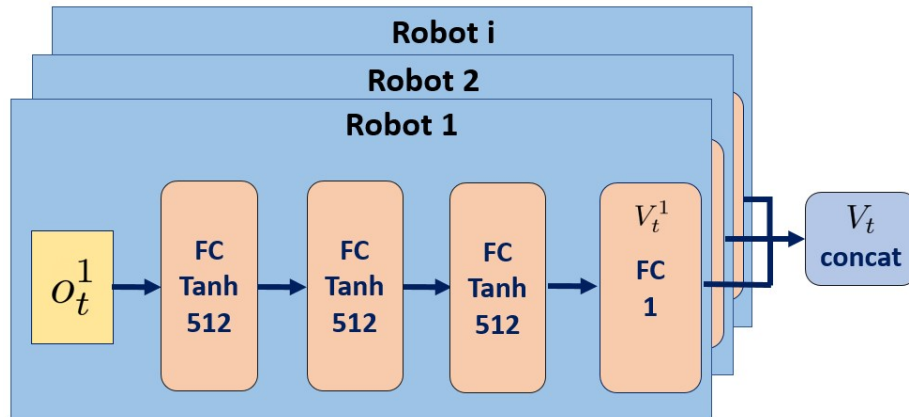 Robot i
Robot 2
Robot 1
o_t^1
FC
Tanh
512
FC
Tanh
512
FC
Tanh
512
V_t^1
FC
1
V_t
concat